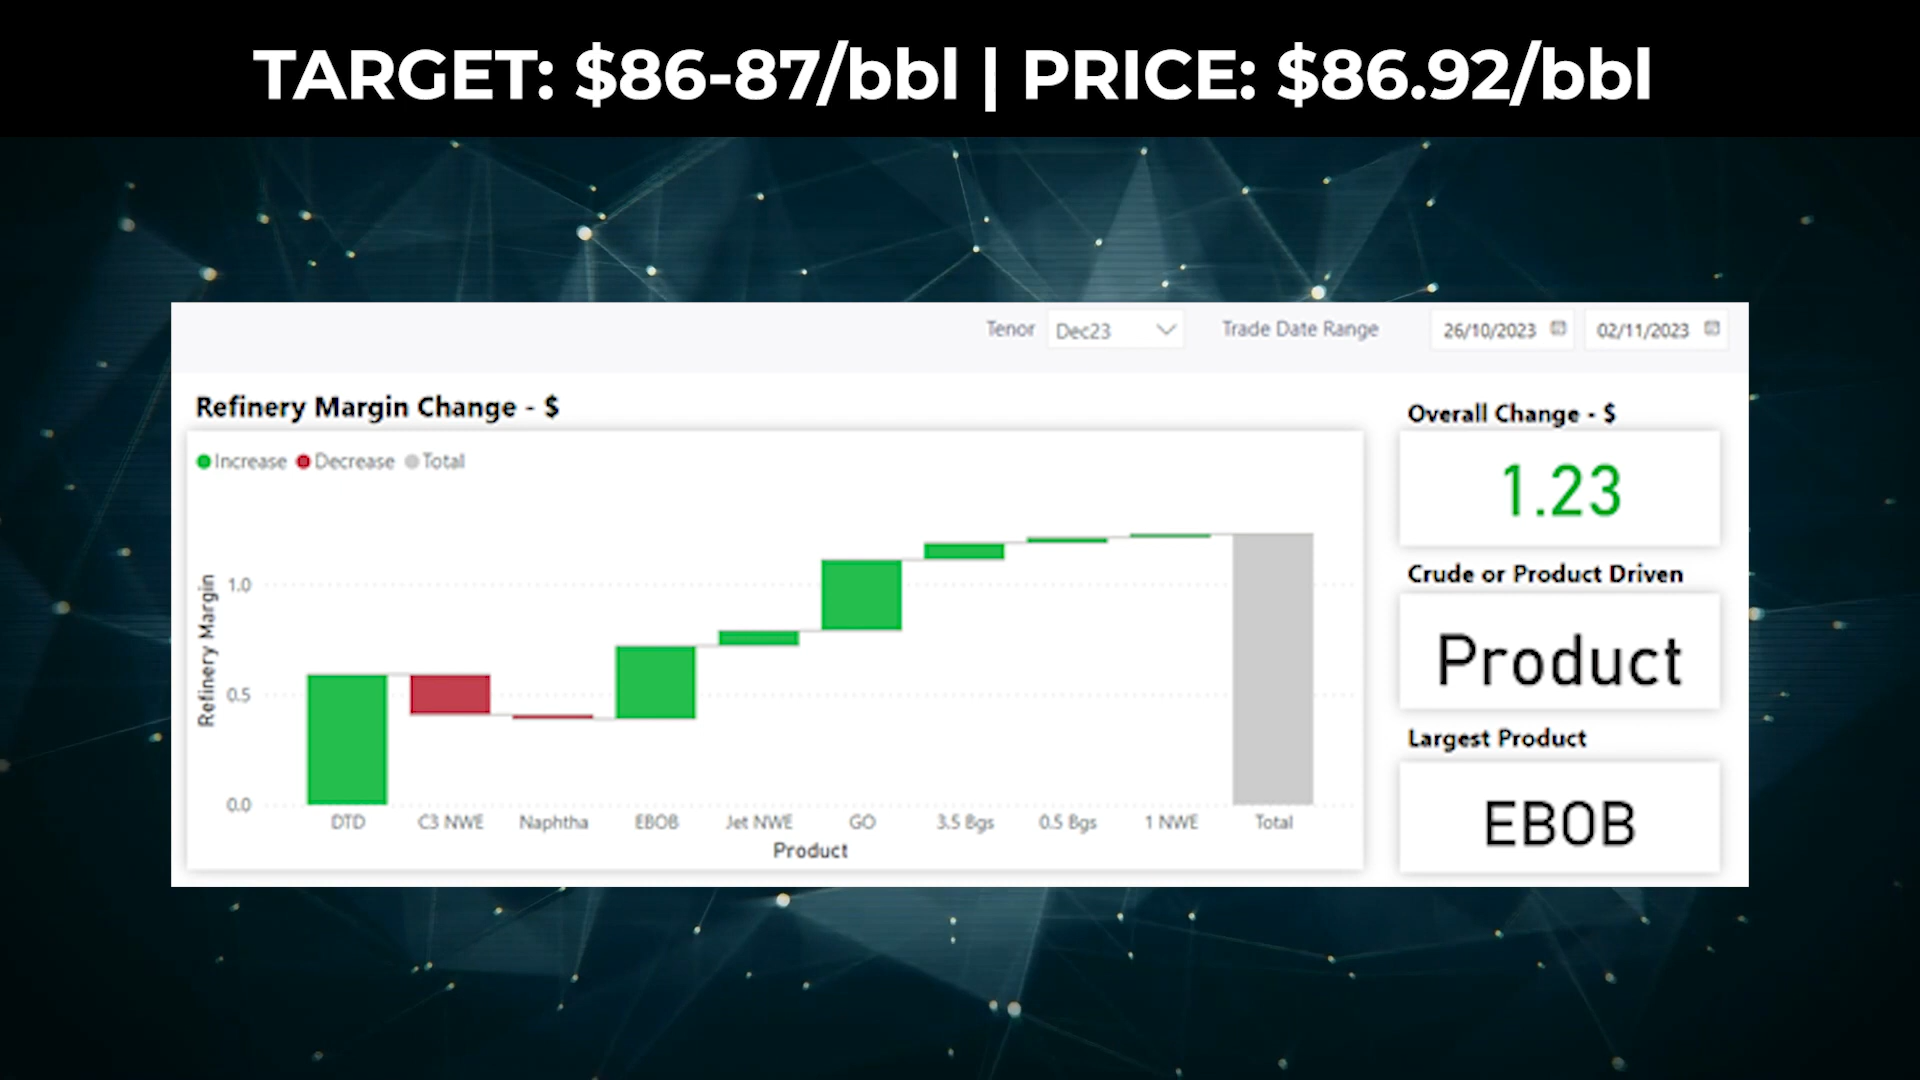 TARGET: $86-87/bbl | PRICE: $86.92/bbl
Tenor Dec23 Trade Date Range 26/10/2023 02/11/2023
Refinery Margin Change - $
Increase Decrease Total
Refinery Margin
1.0
0.5
0.0
DTD C3 NWE Naphtha EBOB Jet NWE GO 3.5 Bgs 0.5 Bgs 1 NWE Total
Product
Overall Change - $
1.23
Crude or Product Driven
Product
Largest Product
EBOB